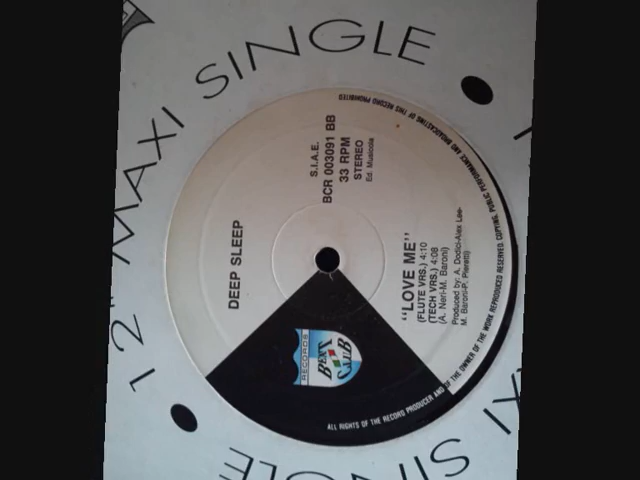 12" MAXI SINGLE
DEEP SLEEP
S.I.A.E.
BCR 003091 BB
33 RPM
STEREO
Ed. Musicola
"LOVE ME"
(FLUTE VRS.) 4:10
(TECH VRS.) 4:08
(A. Neri-M. Baroni)
Produced by: A. Dodici-Alex Lee-
M. Baroni-P. Pieretti)
BEAT
CLUB
RECORDS
ALL RIGHTS OF THE RECORD PRODUCER AND OF THE OWNER OF THE WORK REPRODUCED RESERVED. COPYING, PUBLIC PERFORMANCE AND BROADCASTING OF THIS RECORD PROHIBITED
XI SINGLE